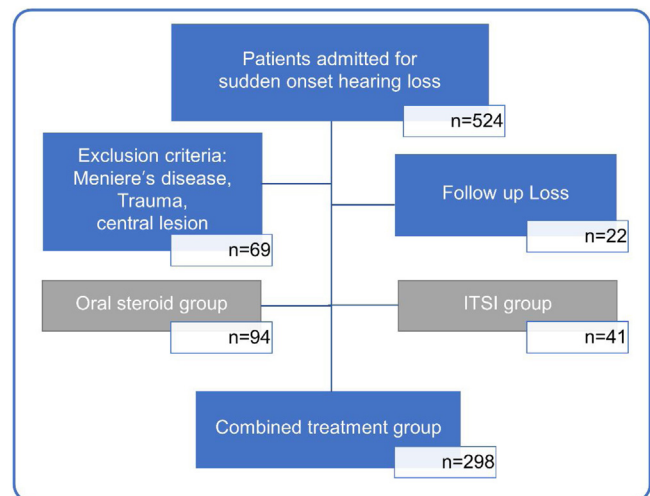 Patients admitted for
sudden onset hearing loss
n=524
Exclusion criteria:
Meniere's disease,
Trauma,
central lesion
n=69
Follow up Loss
n=22
Oral steroid group
n=94
ITSI group
n=41
Combined treatment group
n=298